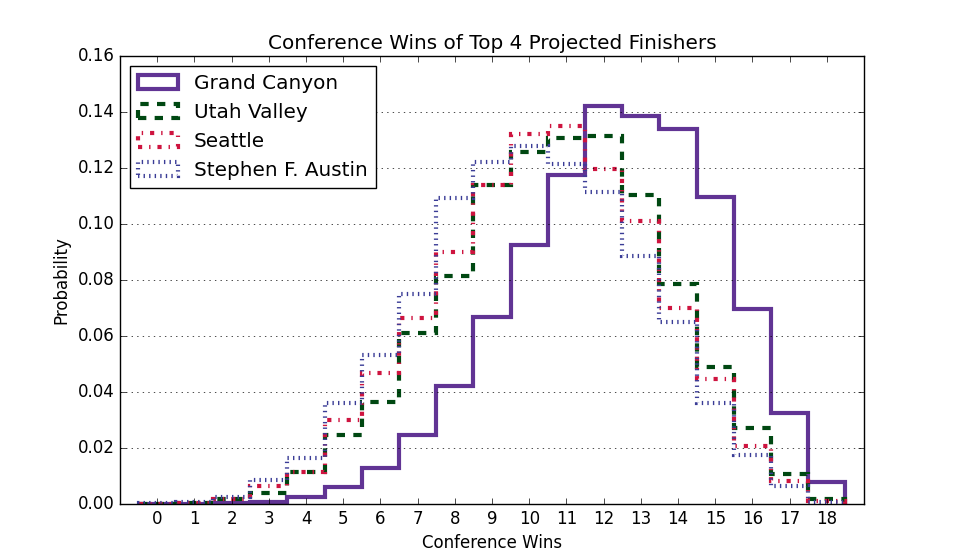 Conference Wins of Top 4 Projected Finishers
0.16
0.14
0.12
0.10
0.08
0.06
0.04
0.02
0.00
Probability
Grand Canyon
Utah Valley
Seattle
Stephen F. Austin
0 1 2 3 4 5 6 7 8 9 10 11 12 13 14 15 16 17 18
Conference Wins